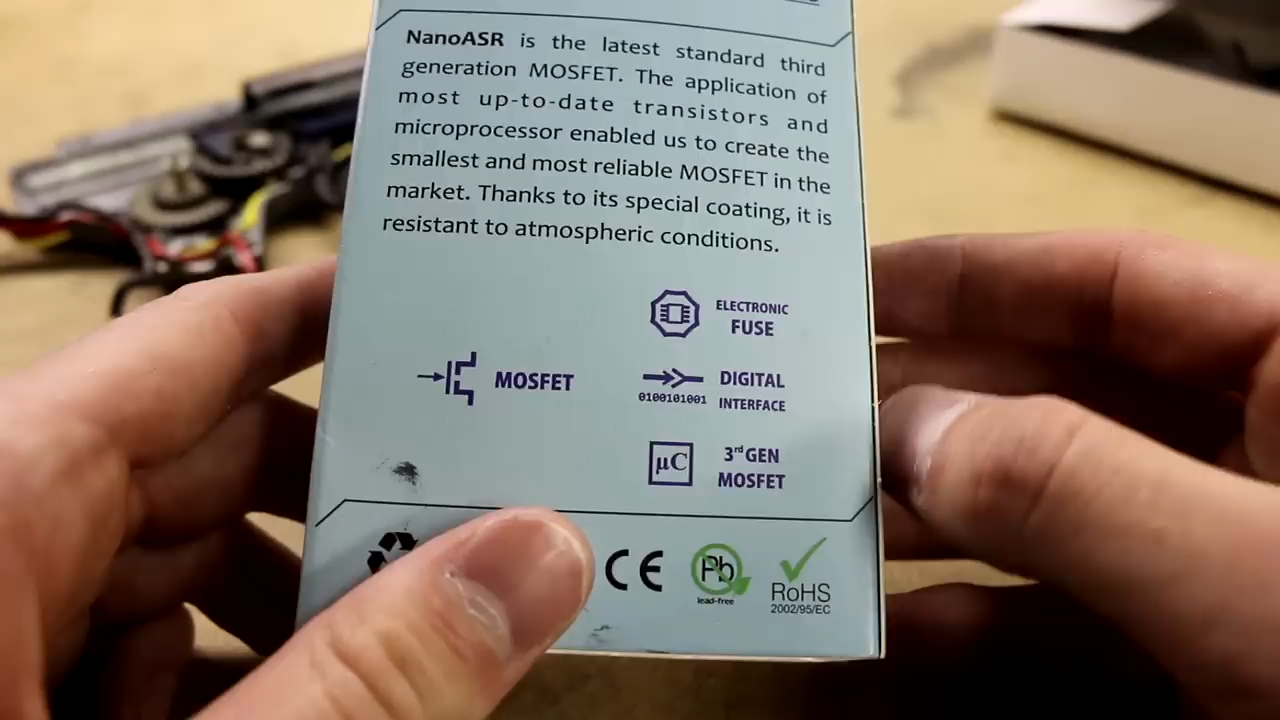 NanoASR is the latest standard third
generation MOSFET. The application of
most up-to-date transistors and
microprocessor enabled us to create the
smallest and most reliable MOSFET in the
market. Thanks to its special coating, it is
resistant to atmospheric conditions.
ELECTRONIC
FUSE
MOSFET
DIGITAL
INTERFACE
0100101001
µC
3rd GEN
MOSFET
CE
Pb
lead-free
RoHS
2002/95/EC